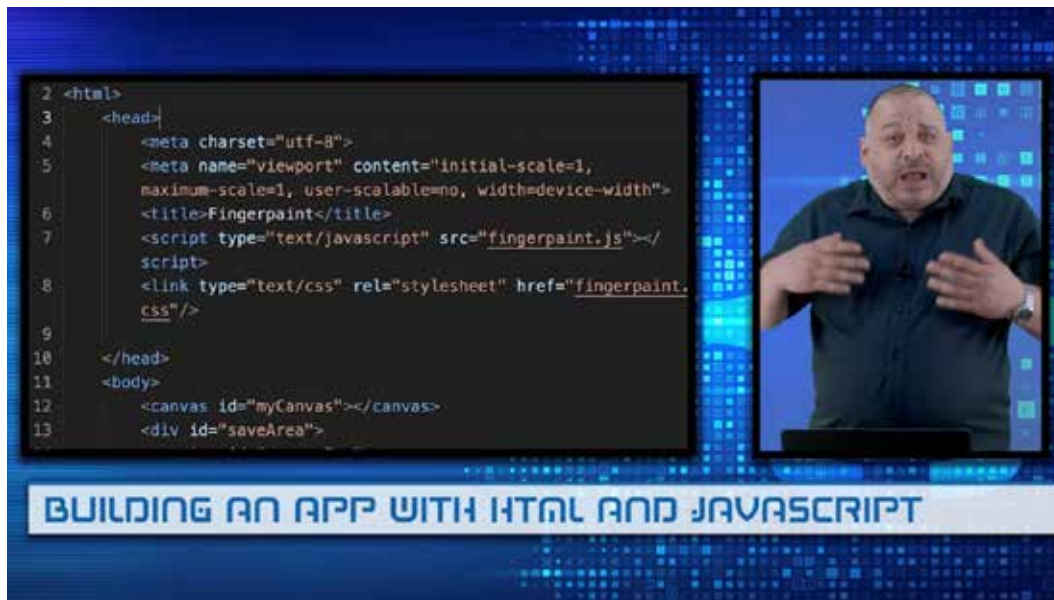 2 <html>
3 <head>
4 <meta charset="utf-8">
5 <meta name="viewport" content="initial-scale=1,
maximum-scale=1, user-scalable=no, width=device-width">
6 <title>Fingerpaint</title>
7 <script type="text/javascript" src="fingerpaint.js"></
script>
8 <link type="text/css" rel="stylesheet" href="fingerpaint.
css"/>
9
10 </head>
11 <body>
12 <canvas id="myCanvas"></canvas>
13 <div id="saveArea">
BUILDING AN APP WITH HTML AND JAVASCRIPT